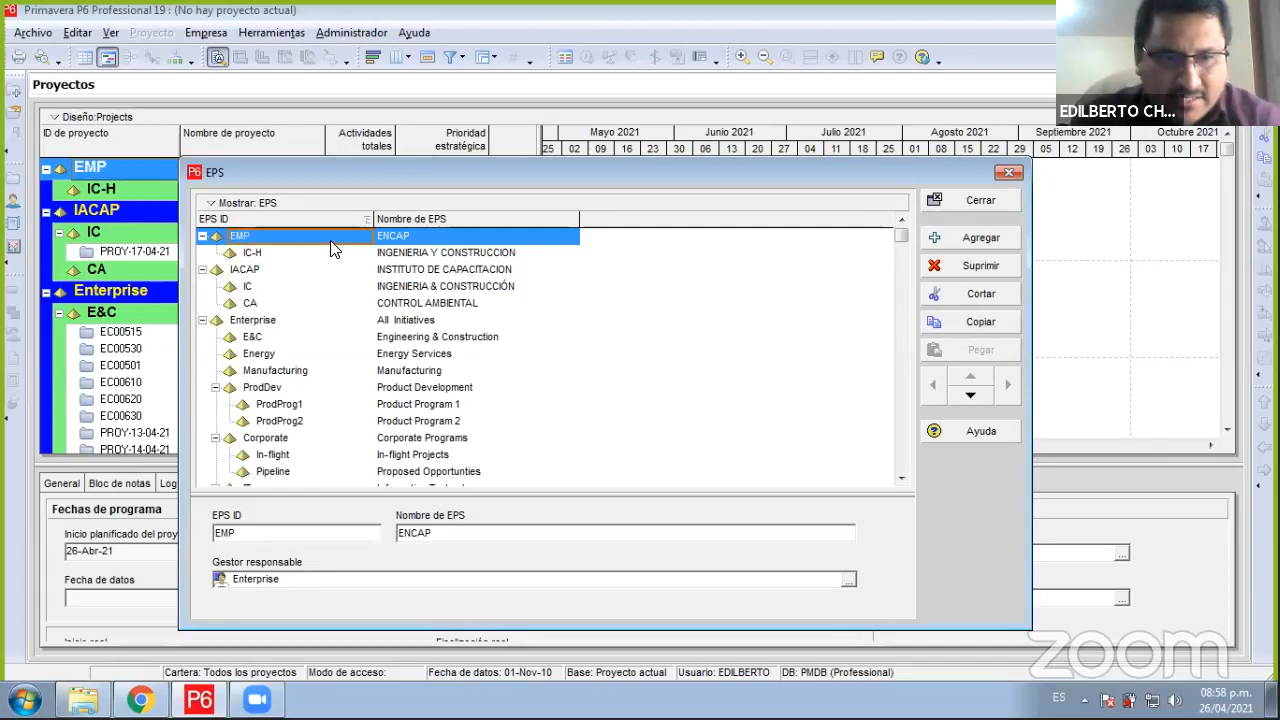 Primavera P6 Professional 19 : (No hay proyecto actual)
Archivo Editar Ver Proyecto Empresa Herramientas Administrador Ayuda
Proyectos
Diseño:Projects
ID de proyecto Nombre de proyecto Actividades totales Prioridad estratégica
Mayo 2021 Junio 2021 Julio 2021 Agosto 2021 Septiembre 2021 Octubre 2021
25 02 09 16 23 30 06 13 20 27 04 11 18 25 01 08 15 22 29 05 12 19 26 03 10 17
EMP
IC-H
IACAP
IC
PROY-17-04-21
CA
Enterprise
E&C
EC00515
EC00530
EC00501
EC00610
EC00620
EC00630
PROY-13-04-21
PROY-14-04-21
P6 EPS
Mostrar: EPS
EPS ID Nombre de EPS
EMP ENCAP
IC-H INGENIERIA Y CONSTRUCCION
IACAP INSTITUTO DE CAPACITACION
IC INGENIERIA & CONSTRUCCIÓN
CA CONTROL AMBIENTAL
Enterprise All Initiatives
E&C Engineering & Construction
Energy Energy Services
Manufacturing Manufacturing
ProdDev Product Development
ProdProg1 Product Program 1
ProdProg2 Product Program 2
Corporate Corporate Programs
In-flight In-flight Projects
Pipeline Proposed Opportunties
Cerrar
Agregar
Suprimir
Cortar
Copiar
Pegar
Ayuda
EPS ID Nombre de EPS
EMP ENCAP
Gestor responsable
Enterprise
General Bloc de notas Log
Fechas de programa
Inicio planificado del proy
26-Abr-21
Fecha de datos
Inicio real Finalización real
Cartera: Todos los proyectos Modo de acceso: Fecha de datos: 01-Nov-10 Base: Proyecto actual Usuario: EDILBERTO DB: PMDB (Professional)
EDILBERTO CH...
zoom
P6
ES
08:58 p.m.
26/04/2021